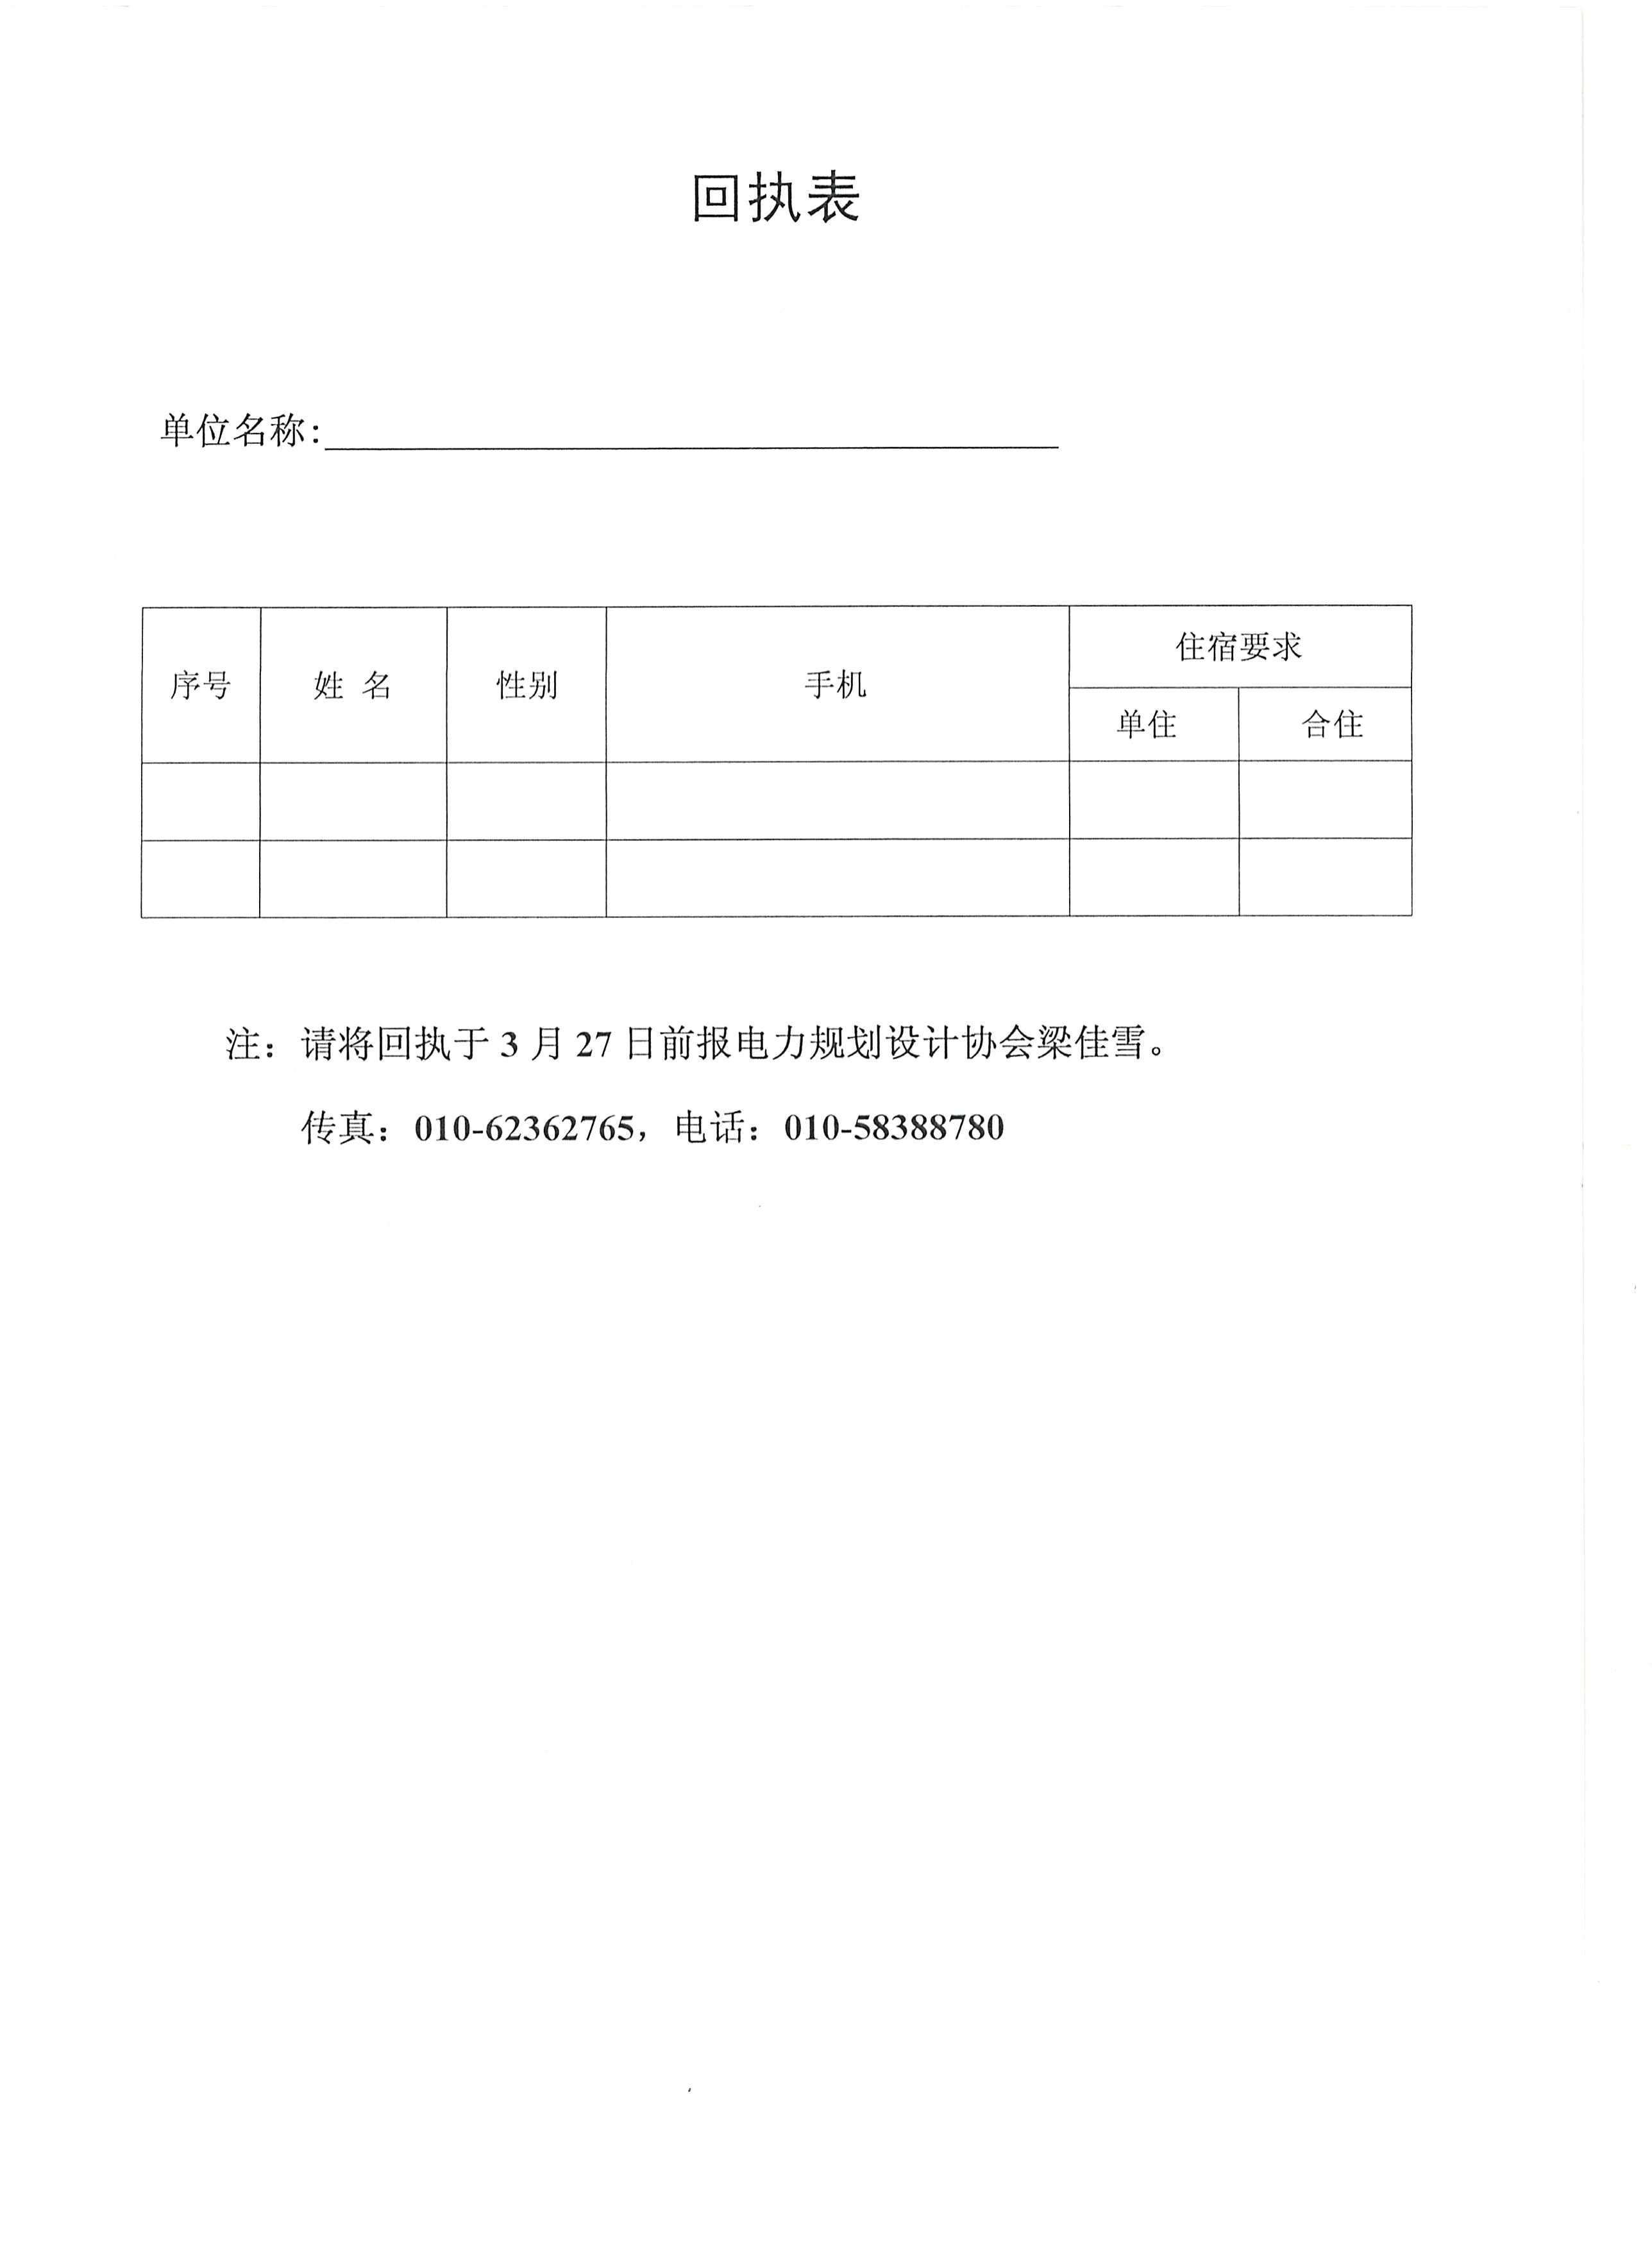 回执表
单位名称:
序号 姓 名 性别 手机 住宿要求
单住 合住
注：请将回执于 3 月 27 日前报电力规划设计协会梁佳雪。
传真：010-62362765，电话：010-58388780